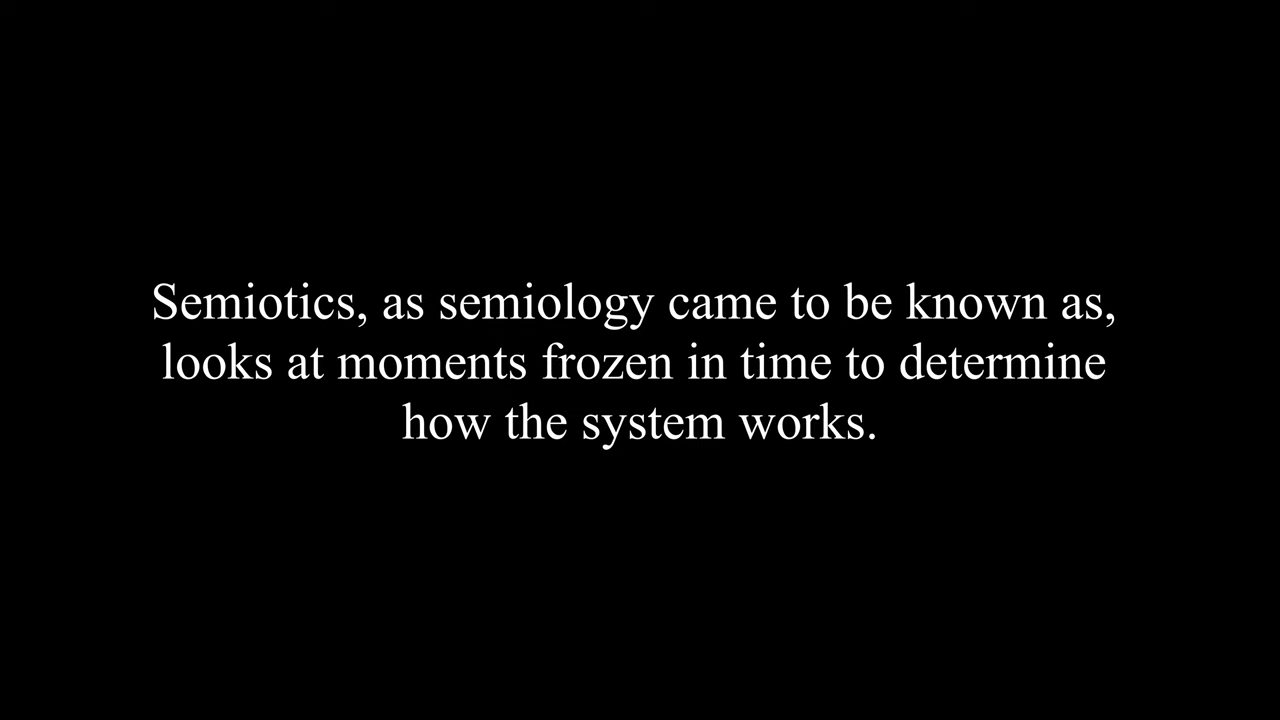 Semiotics, as semiology came to be known as,
looks at moments frozen in time to determine
how the system works.